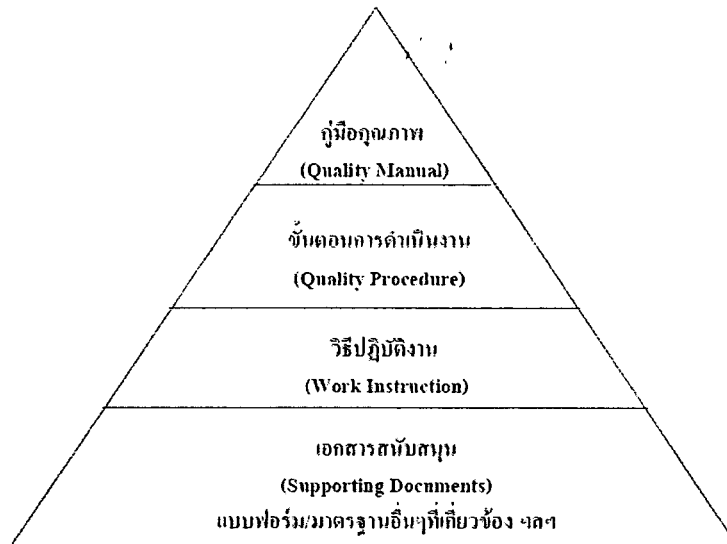 คู่มือคุณภาพ
(Quality Manual)
ขั้นตอนการดำเนินงาน
(Quality Procedure)
วิธีปฏิบัติงาน
(Work Instruction)
เอกสารสนับสนุน
(Supporting Documents)
แบบฟอร์ม/มาตรฐานอื่นๆที่เกี่ยวข้อง ฯลฯ